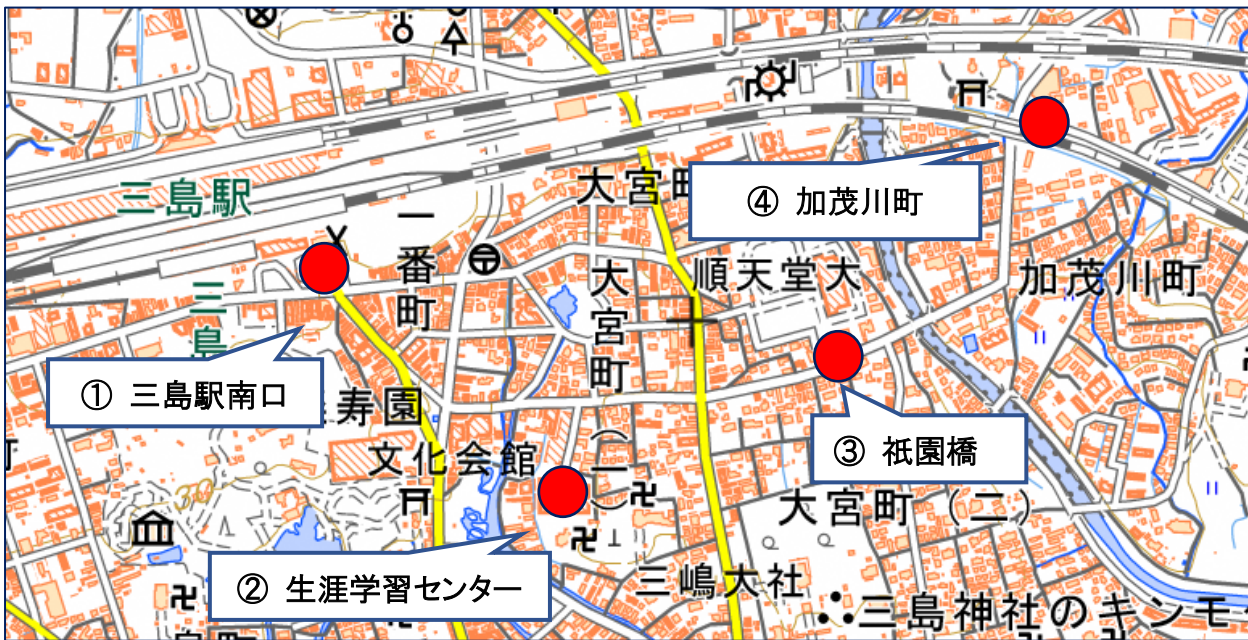 三島駅
一番町
大宮町
④ 加茂川町
大宮町(二)
順天堂大
加茂川町
三島
① 三島駅南口
寿園
文化会館
③ 祇園橋
大宮町(二)
② 生涯学習センター
三嶋大社
三島神社のキンモ